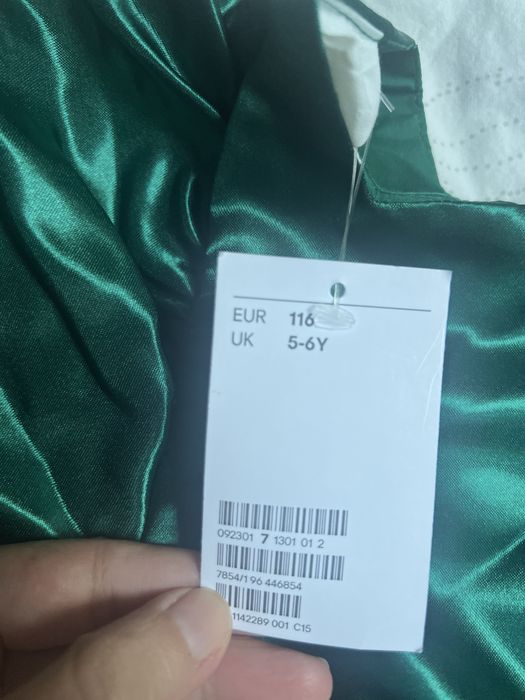 EUR 116
UK 5-6Y
092301 7 1301 01 2
7854/196 446854
1142289 001 C15